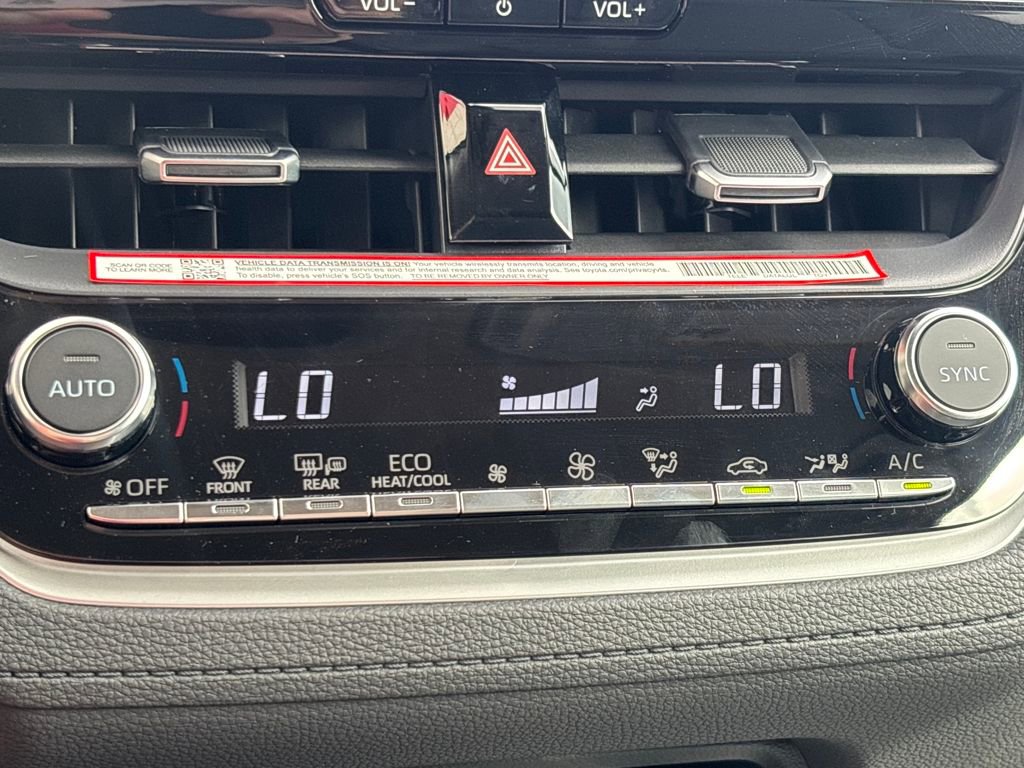 VOL-
VOL+
SCAN QR CODE
TO LEARN MORE
VEHICLE DATA TRANSMISSION IS ON! Your vehicle wirelessly transmits location, driving and vehicle
health data to deliver your services and for internal research and data analysis. See toyota.com/privacyvts.
To disable, press vehicle's SOS button. TO BE REMOVED BY OWNER ONLY.
AUTO
LO
LO
SYNC
OFF
FRONT
REAR
ECO
HEAT/COOL
A/C